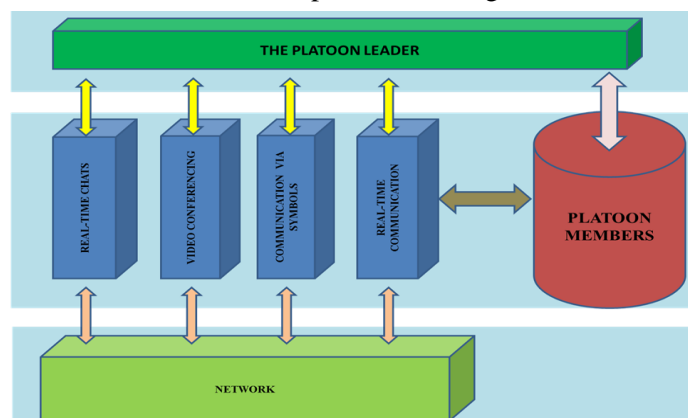 THE PLATOON LEADER
REAL-TIME CHATS
VIDEO CONFERENCING
COMMUNICATION VIA
SYMBOLS
REAL-TIME
COMMUNICATION
PLATOON
MEMBERS
NETWORK